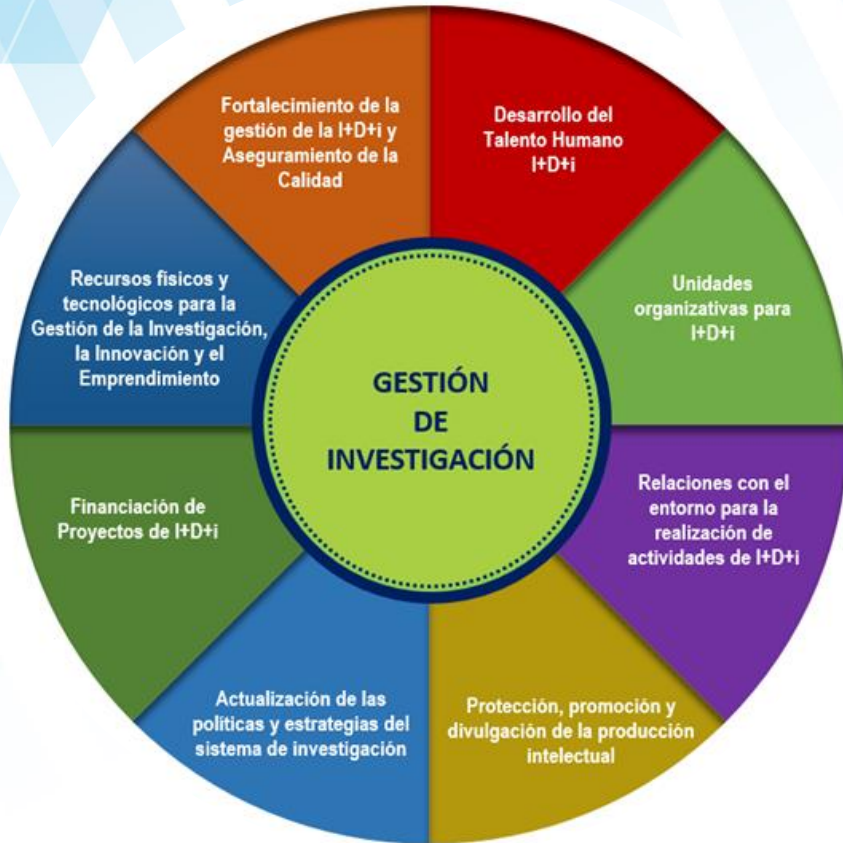 Fortalecimiento de la
gestión de la I+D+i y
Aseguramiento de la
Calidad
Desarrollo del
Talento Humano
I+D+i
Unidades
organizativas para
I+D+i
Relaciones con el
entorno para la
realización de
actividades de I+D+i
Protección, promoción y
divulgación de la producción
intelectual
Actualización de las
políticas y estrategias del
sistema de investigación
Financiación de
Proyectos de I+D+i
Recursos físicos y
tecnológicos para la
Gestión de la Investigación,
la Innovación y el
Emprendimiento
GESTIÓN
DE
INVESTIGACIÓN